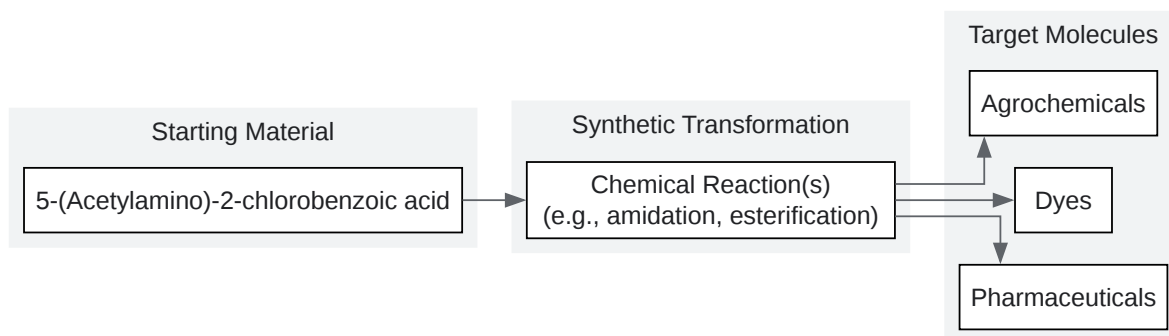 Starting Material
5-(Acetylamino)-2-chlorobenzoic acid
Synthetic Transformation
Chemical Reaction(s)
(e.g., amidation, esterification)
Target Molecules
Agrochemicals
Dyes
Pharmaceuticals